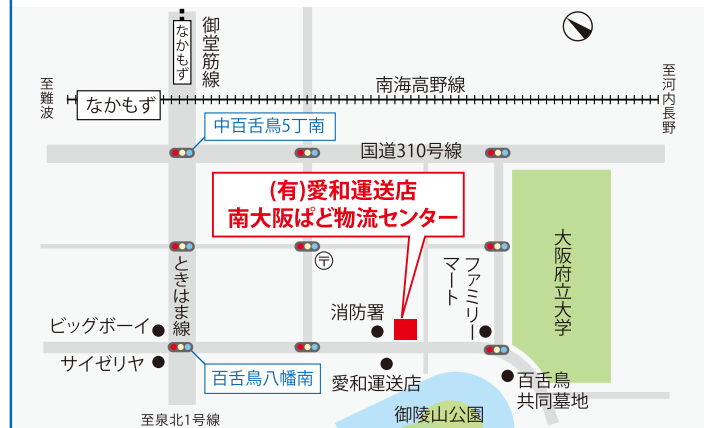 御堂筋線
なかもず
至難波
なかもず
南海高野線
至河内長野
中百舌鳥5丁南
国道310号線
(有)愛和運送店
南大阪ぱど物流センター
〒
ときはま線
ファミリー
マート
大阪府立大学
消防署
ビッグボーイ
サイゼリヤ
百舌鳥八幡南
愛和運送店
百舌鳥
共同墓地
御陵山公園
至泉北1号線